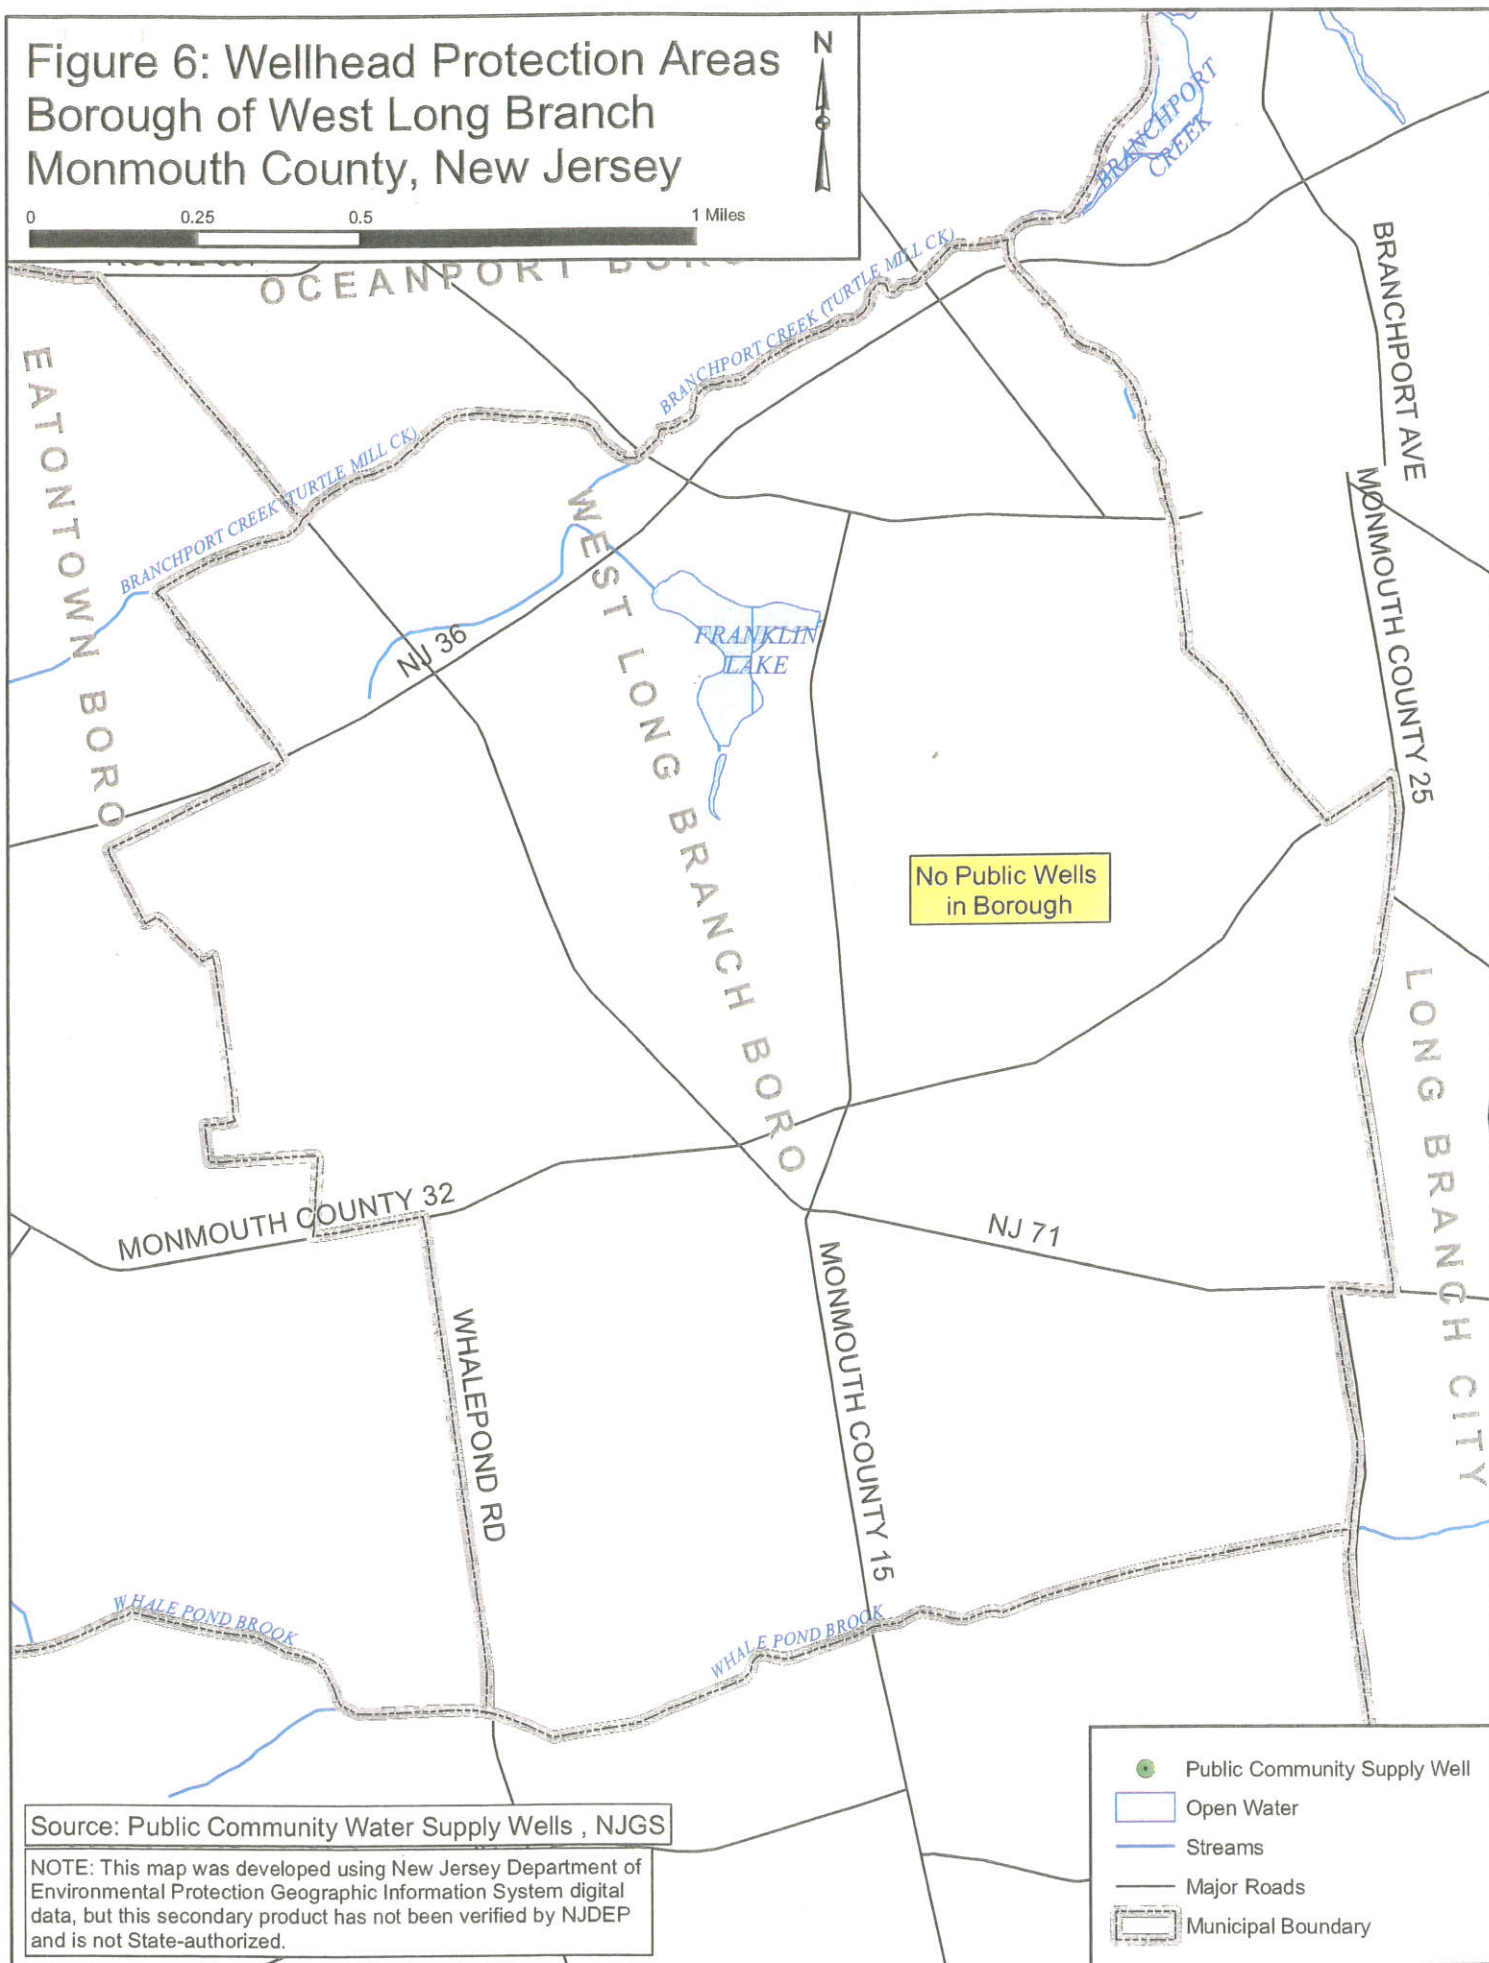 Figure 6: Wellhead Protection Areas
Borough of West Long Branch
Monmouth County, New Jersey
N
0 0.25 0.5 1 Miles
BRANCHPORT
CREEK
OCEANPORT
BRANCHPORT AVE
BRANCHPORT CREEK (TURTLE MILL CK)
EATONTOWN BORO
BRANCHPORT CREEK (TURTLE MILL CK)
WEST LONG BRANCH BORO
MONMOUTH COUNTY 25
NJ 36
FRANKLIN
LAKE
No Public Wells
in Borough
LONG BRANCH CITY
MONMOUTH COUNTY 32
NJ 71
WHALEPOND RD
MONMOUTH COUNTY 15
WHALE POND BROOK
WHALE POND BROOK
Public Community Supply Well
Open Water
Streams
Major Roads
Municipal Boundary
Source: Public Community Water Supply Wells , NJGS
NOTE: This map was developed using New Jersey Department of
Environmental Protection Geographic Information System digital
data, but this secondary product has not been verified by NJDEP
and is not State-authorized.